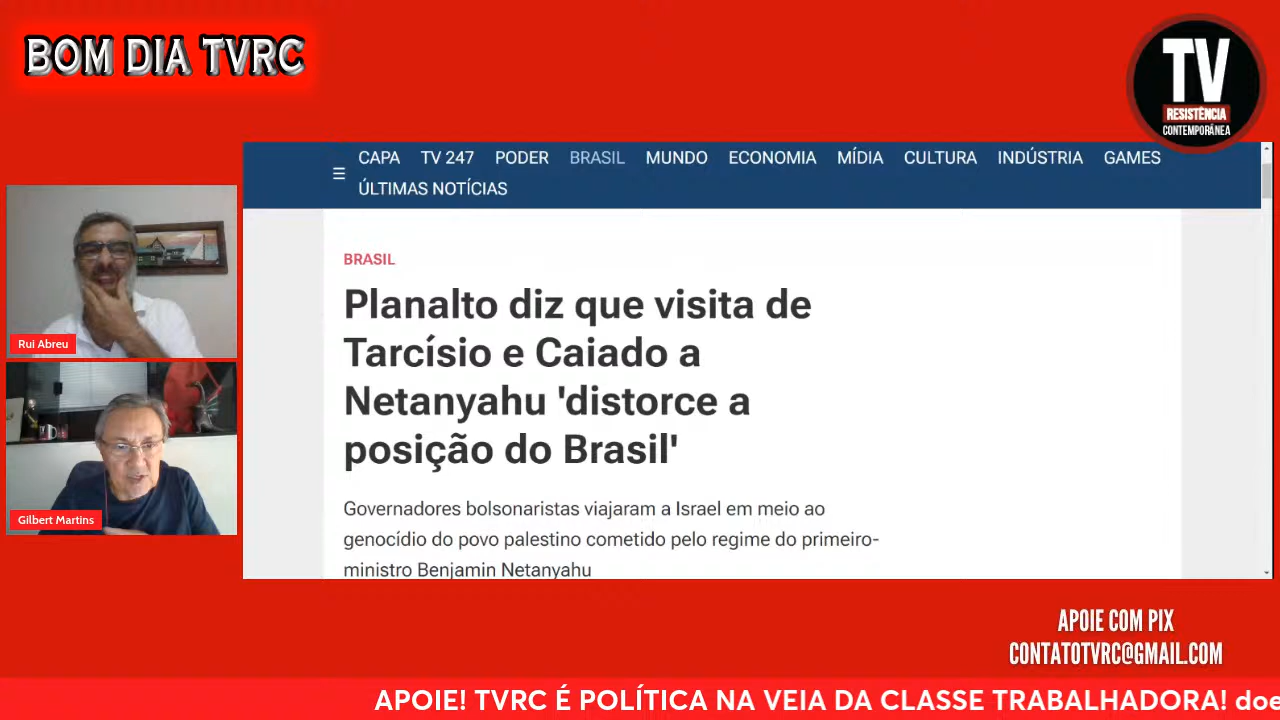 BOM DIA TVRC
TV
RESISTÊNCIA
CONTEMPORÂNEA
CAPA TV 247 PODER BRASIL MUNDO ECONOMIA MÍDIA CULTURA INDÚSTRIA GAMES
ÚLTIMAS NOTÍCIAS
BRASIL
Planalto diz que visita de
Tarcísio e Caiado a
Netanyahu 'distorce a
posição do Brasil'
Governadores bolsonaristas viajaram a Israel em meio ao
genocídio do povo palestino cometido pelo regime do primeiro-
ministro Benjamin Netanyahu
Rui Abreu
Gilbert Martins
APOIE COM PIX
CONTATOTVRC@GMAIL.COM
APOIE! TVRC É POLÍTICA NA VEIA DA CLASSE TRABALHADORA! doe